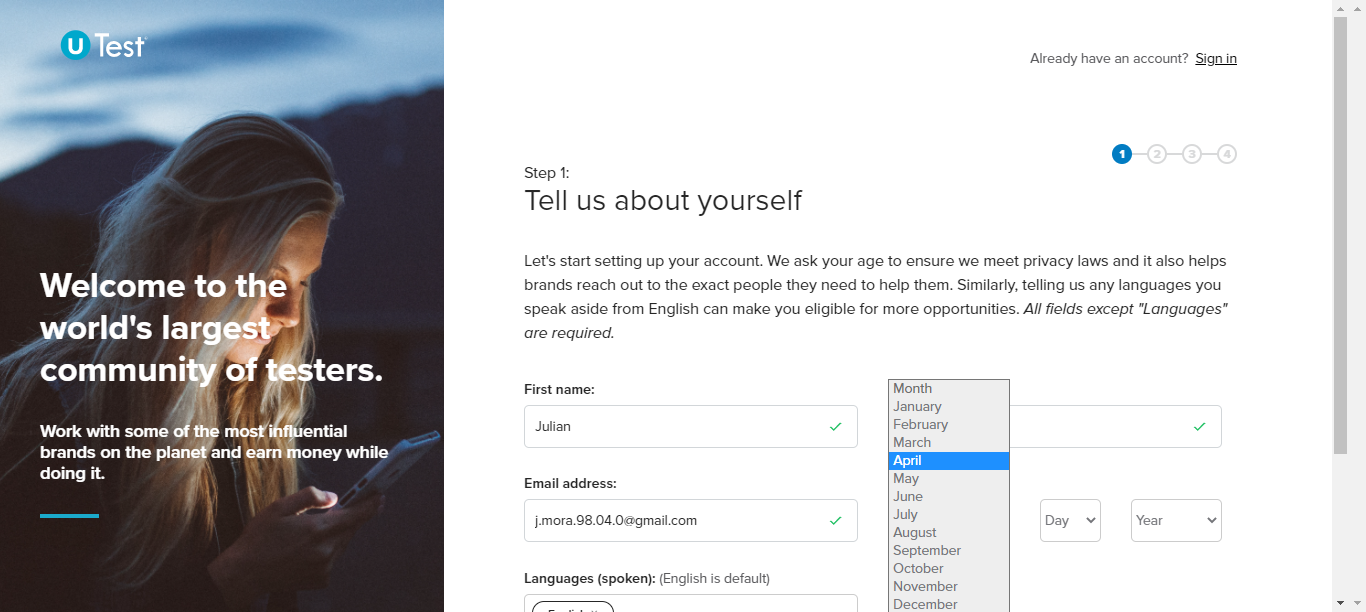 U Test
Already have an account? Sign in
1 2 3 4
Step 1:
Tell us about yourself
Let's start setting up your account. We ask your age to ensure we meet privacy laws and it also helps
brands reach out to the exact people they need to help them. Similarly, telling us any languages you
speak aside from English can make you eligible for more opportunities. All fields except "Languages"
are required.
Welcome to the
world's largest
community of testers.
Work with some of the most influential
brands on the planet and earn money while
doing it.
First name:
Julian
Month
January
February
March
April
May
June
July
August
September
October
November
December
Email address:
j.mora.98.04.0@gmail.com
Day
Year
Languages (spoken): (English is default)